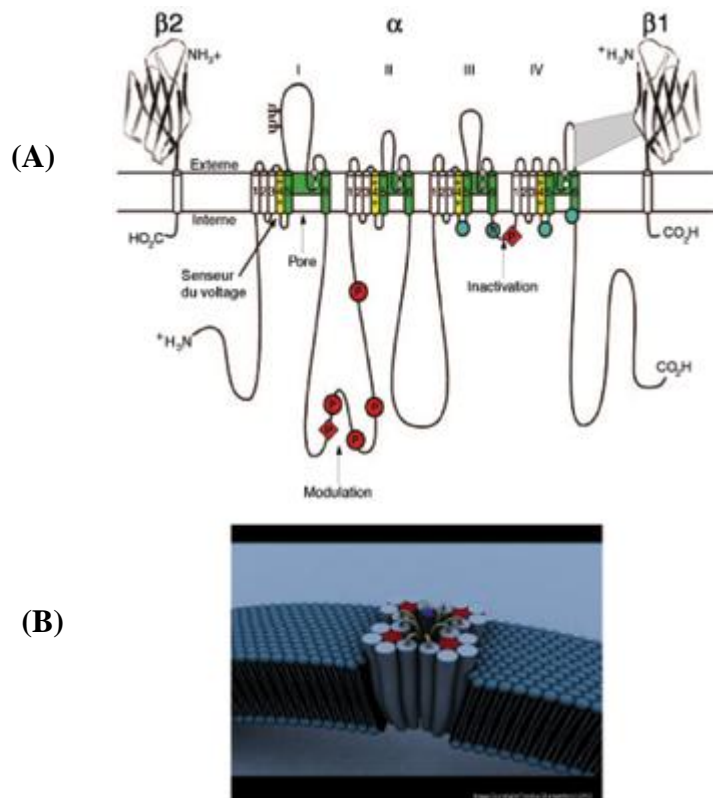 β2 α β1
NH3+ +H3N
I II III IV
(A)
Externe
Interne
HO2C CO2H
Senseur
du voltage
Pore
Inactivation
P
P
+H3N CO2H
P P
P P
Modulation
(B)